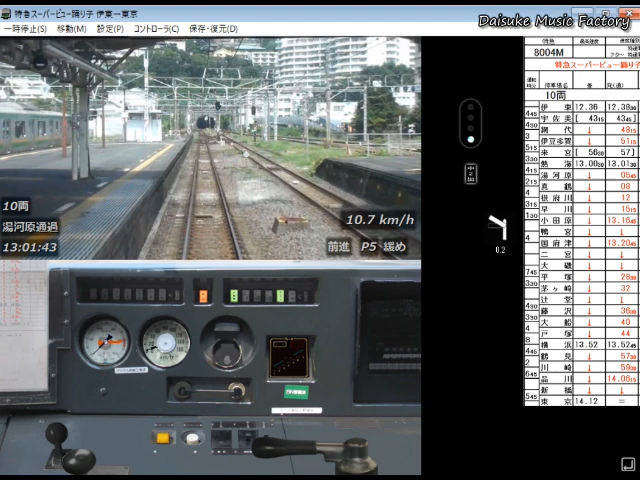 特急スーパービュー踊り子 伊東→東京
Daisuke Music Factory
一時停止(S) 移動(M) 設定(P) コントローラ(C) 保存・復元(D)
10両
湯河原通過
13:01:43
10.7 km/h
前進 P5 緩め
0.2
8004M
特急スーパービュー踊り子
10両
伊東 12.36 12.38
宇佐美 [ 43 43 ]
網代 ↓ 48
伊豆多賀 ↓ 51
来宮 [ 56 57 ]
熱海 13.00 13.01
湯河原 ↓ 05
真鶴 ↓ 08
根府川 ↓ 12
早川 ↓ 15
小田原 ↓ 13.16
鴨宮 ↓ ↓
国府津 ↓ 13.20
二宮 ↓ ↓
大磯 ↓ ↓
平塚 ↓ 28
茅ヶ崎 ↓ 32
辻堂 ↓ ↓
藤沢 ↓ 36
大船 ↓ 40
戸塚 ↓ 44
横浜 13.52 13.52
鶴見 ↓ 57
川崎 ↓ 59
品川 ↓ 14.06
新橋 ↓ ↓
東京 14.12 =